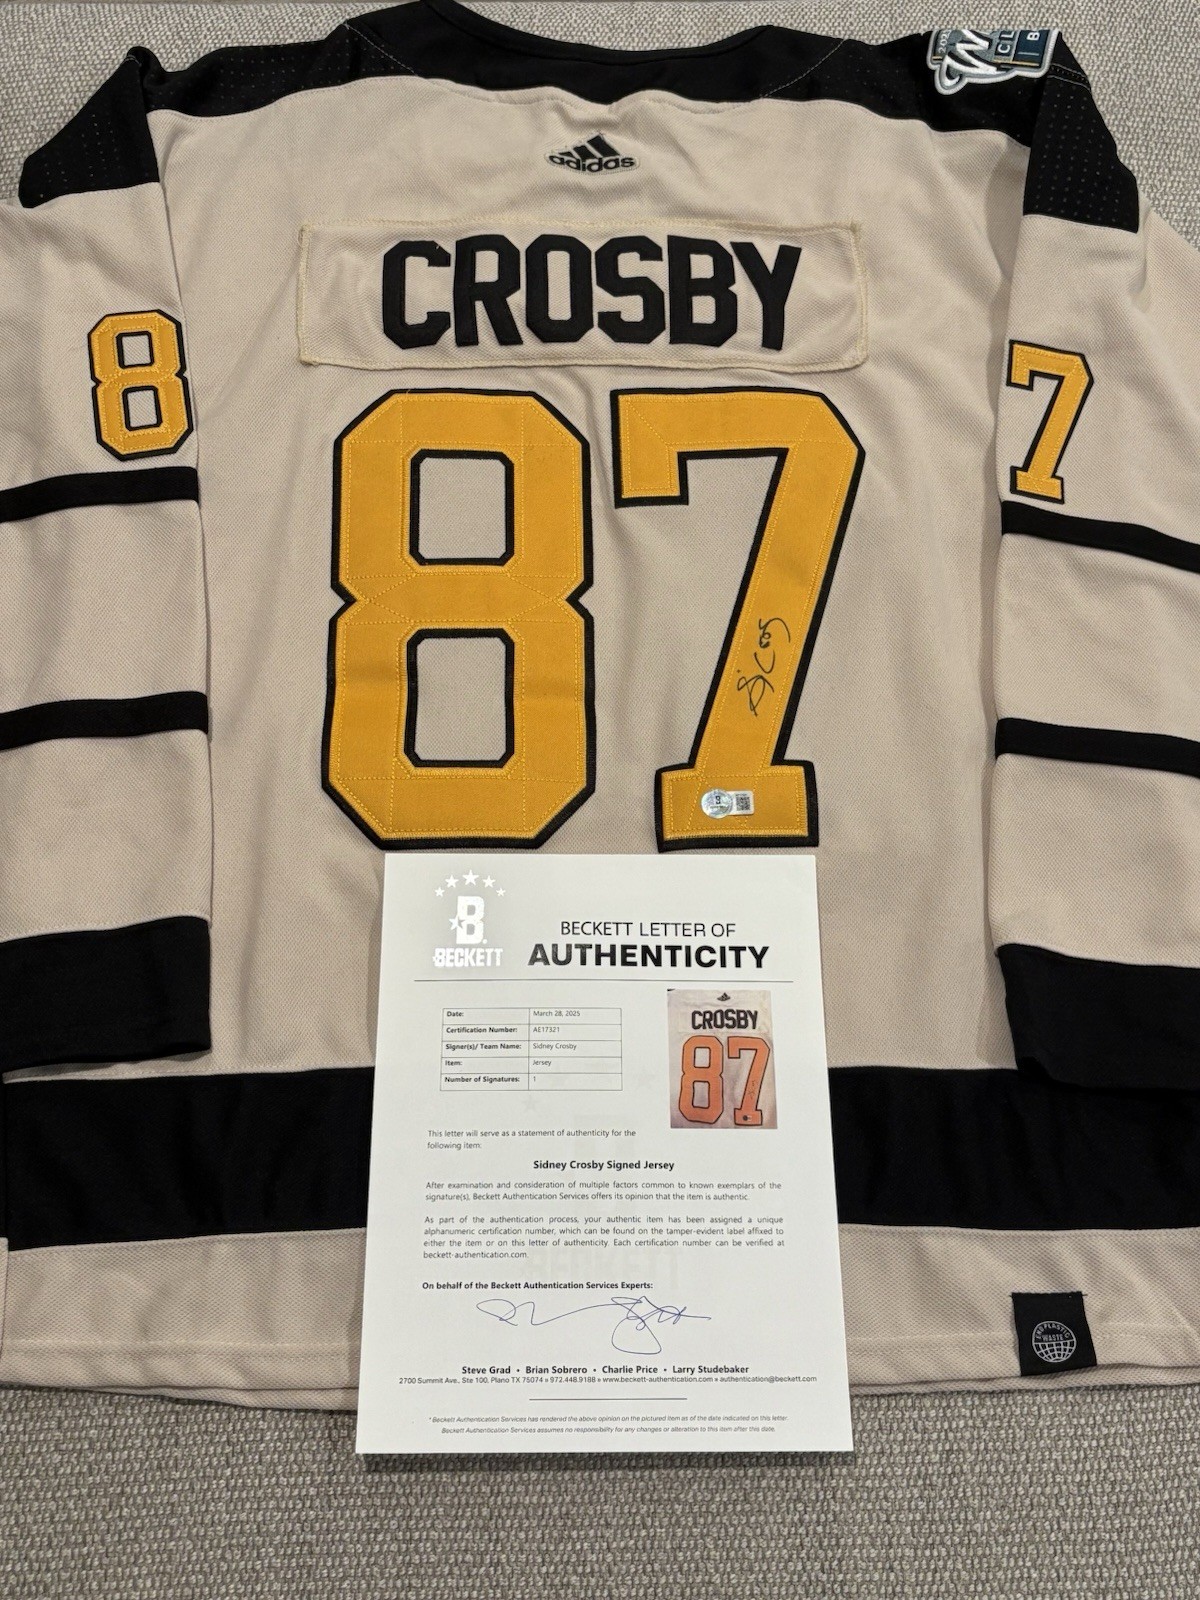 202
CL
B
adidas
CROSBY
8
7
87
Sidney Crosby
B
B
BECKETT
BECKETT LETTER OF
AUTHENTICITY
Date: March 28, 2025
Certification Number: AE17321
Signer(s)/ Team Name: Sidney Crosby
Item: Jersey
Number of Signatures: 1
CROSBY
87
This letter will serve as a statement of authenticity for the
following item:
Sidney Crosby Signed Jersey
After examination and consideration of multiple factors common to known exemplars of the
signature(s), Beckett Authentication Services offers its opinion that the item is authentic.
As part of the authentication process, your authentic item has been assigned a unique
alphanumeric certification number, which can be found on the tamper-evident label affixed to
either the item or on this letter of authenticity. Each certification number can be verified at
beckett-authentication.com.
On behalf of the Beckett Authentication Services Experts:
Steve Grad • Brian Sobrero • Charlie Price • Larry Studebaker
2700 Summit Ave., Ste 100, Plano TX 75074 • 972.448.9188 • www.beckett-authentication.com • authentication@beckett.com
* Beckett Authentication Services has rendered the above opinion on the pictured item as of the date indicated on this letter.
Beckett Authentication Services assumes no responsibility for any changes or alteration to this item after this date.
END PLASTIC
WASTE